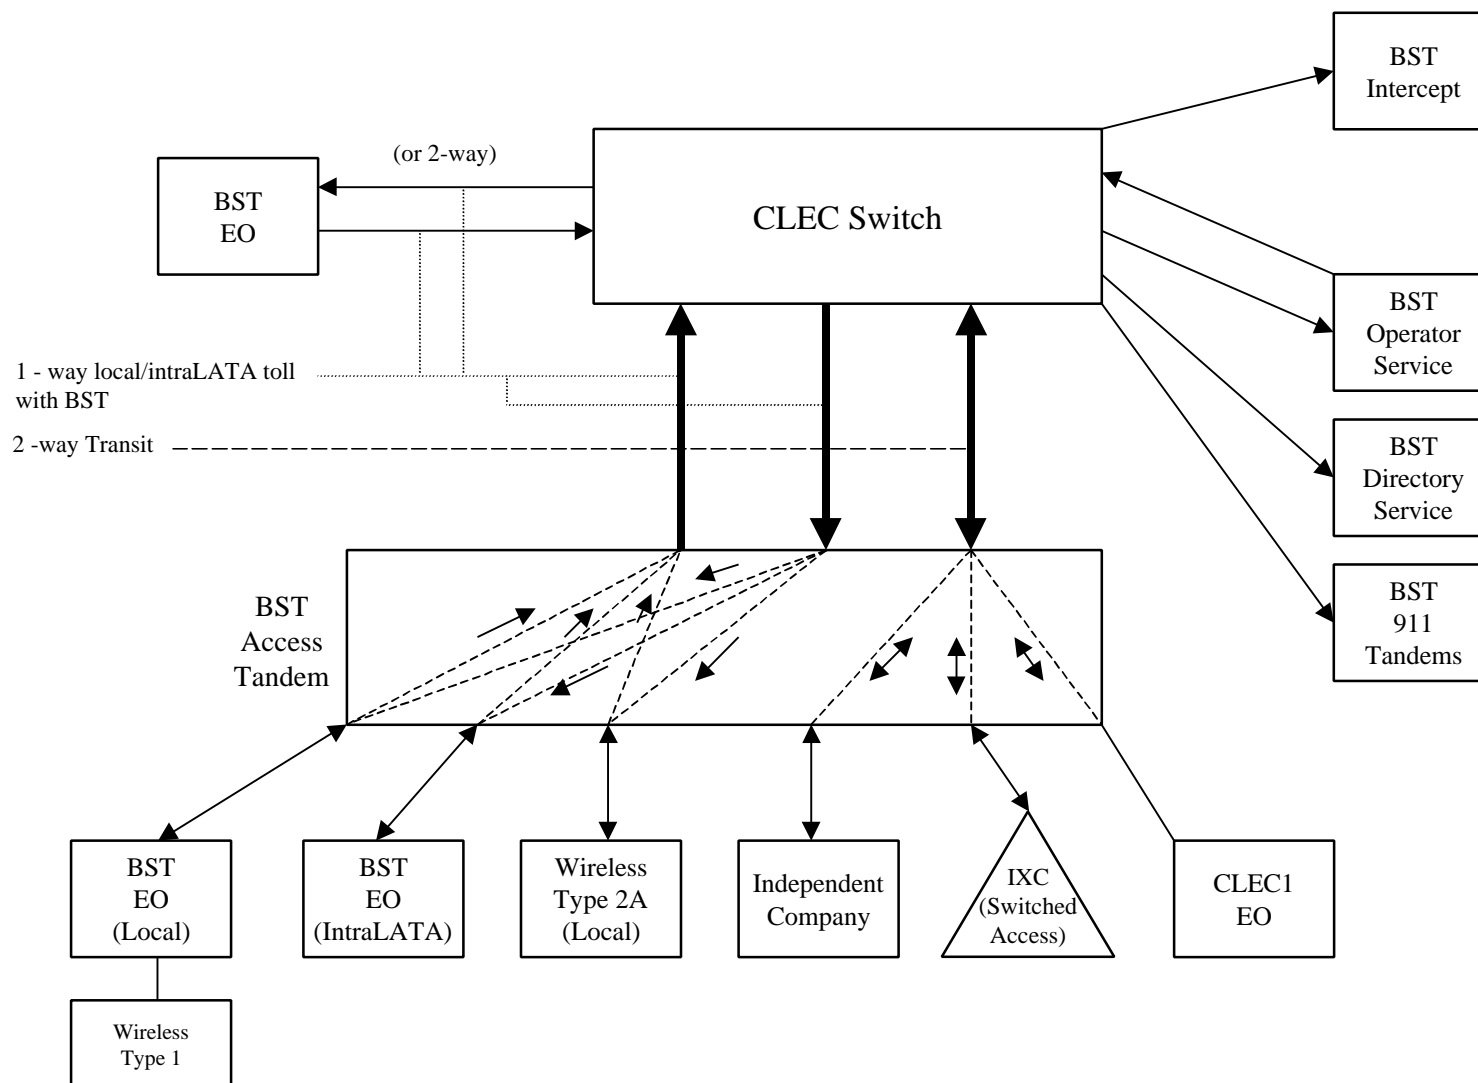 BST
Intercept
(or 2-way)
BST
EO
CLEC Switch
BST
Operator
Service
1 - way local/intraLATA toll
with BST
2 -way Transit
BST
Directory
Service
BST
911
Tandems
BST
Access
Tandem
BST
EO
(Local)
BST
EO
(IntraLATA)
Wireless
Type 2A
(Local)
Independent
Company
IXC
(Switched
Access)
CLEC1
EO
Wireless
Type 1